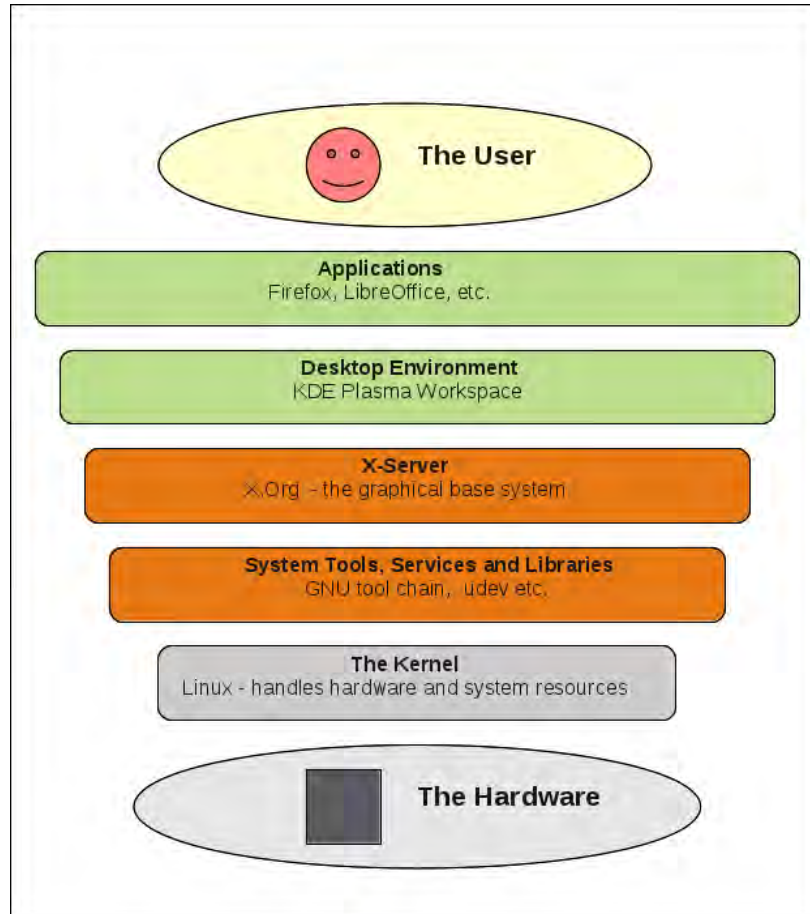 The User
Applications
Firefox, LibreOffice, etc.
Desktop Environment
KDE Plasma Workspace
X-Server
X.Org - the graphical base system
System Tools, Services and Libraries
GNU tool chain, udev etc.
The Kernel
Linux - handles hardware and system resources
The Hardware